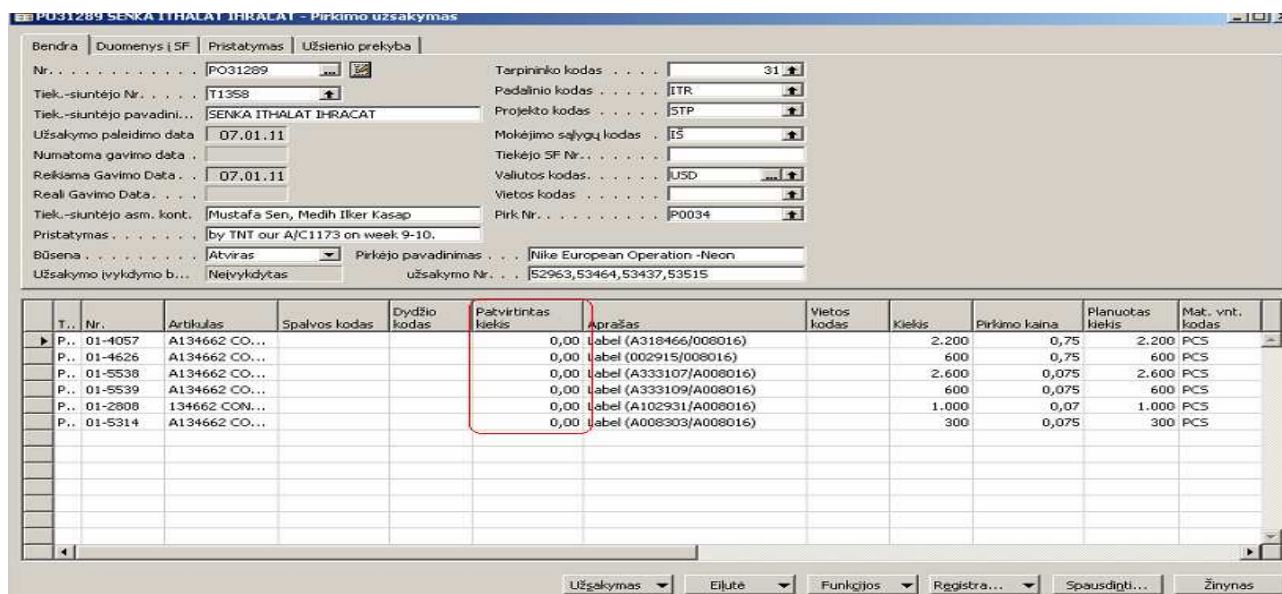 PO31289 SENKA ITHALAT IHRACAT - Pirkimo užsakymas
Bendra Duomenys į SF Pristatymas Užsienio prekyba
Nr. . . . . . . . . . . . . PO31289 ... Tarpininko kodas . . . . 31
Tiek.-siuntėjo Nr. . . . . T1358 Padalinio kodas . . . . . ITR
Tiek.-siuntėjo pavadini... SENKA ITHALAT IHRACAT Projekto kodas . . . . . STP
Užsakymo paleidimo data 07.01.11 Mokėjimo sąlygų kodas . IŠ
Numatoma gavimo data . Tiekėjo SF Nr. . . . . . .
Reikiama Gavimo Data. . 07.01.11 Valiutos kodas. . . . . . USD ...
Reali Gavimo Data. . . . Vietos kodas . . . . . .
Tiek.-siuntėjo asm. kont. Mustafa Sen, Medih Ilker Kasap Pirk Nr. . . . . . . . . . P0034
Pristatymas . . . . . . . by TNT our A/C1173 on week 9-10.
Būsena . . . . . . . . . Atviras Pirkėjo pavadinimas . . . Nike European Operation -Neon
Užsakymo įvykdymo b... Neįvykdytas užsakymo Nr. . . 52963,53464,53437,53515
T.. Nr. Artikulas Spalvos kodas Dydžio kodas Patvirtintas kiekis Aprašas Vietos kodas Kiekis Pirkimo kaina Planuotas kiekis Mat. vnt. kodas
P.. 01-4057 A134662 CO... 0,00 Label (A318466/008016) 2.200 0,75 2.200 PCS
P.. 01-4626 A134662 CO... 0,00 Label (002915/008016) 600 0,75 600 PCS
P.. 01-5538 A134662 CO... 0,00 Label (A333107/A008016) 2.600 0,075 2.600 PCS
P.. 01-5539 A134662 CO... 0,00 Label (A333109/A008016) 600 0,075 600 PCS
P.. 01-2808 134662 CON... 0,00 Label (A102931/A008016) 1.000 0,07 1.000 PCS
P.. 01-5314 A134662 CO... 0,00 Label (A008303/A008016) 300 0,075 300 PCS
Užsakymas Eilutė Funkcijos Registra... Spausdinti... Žinynas